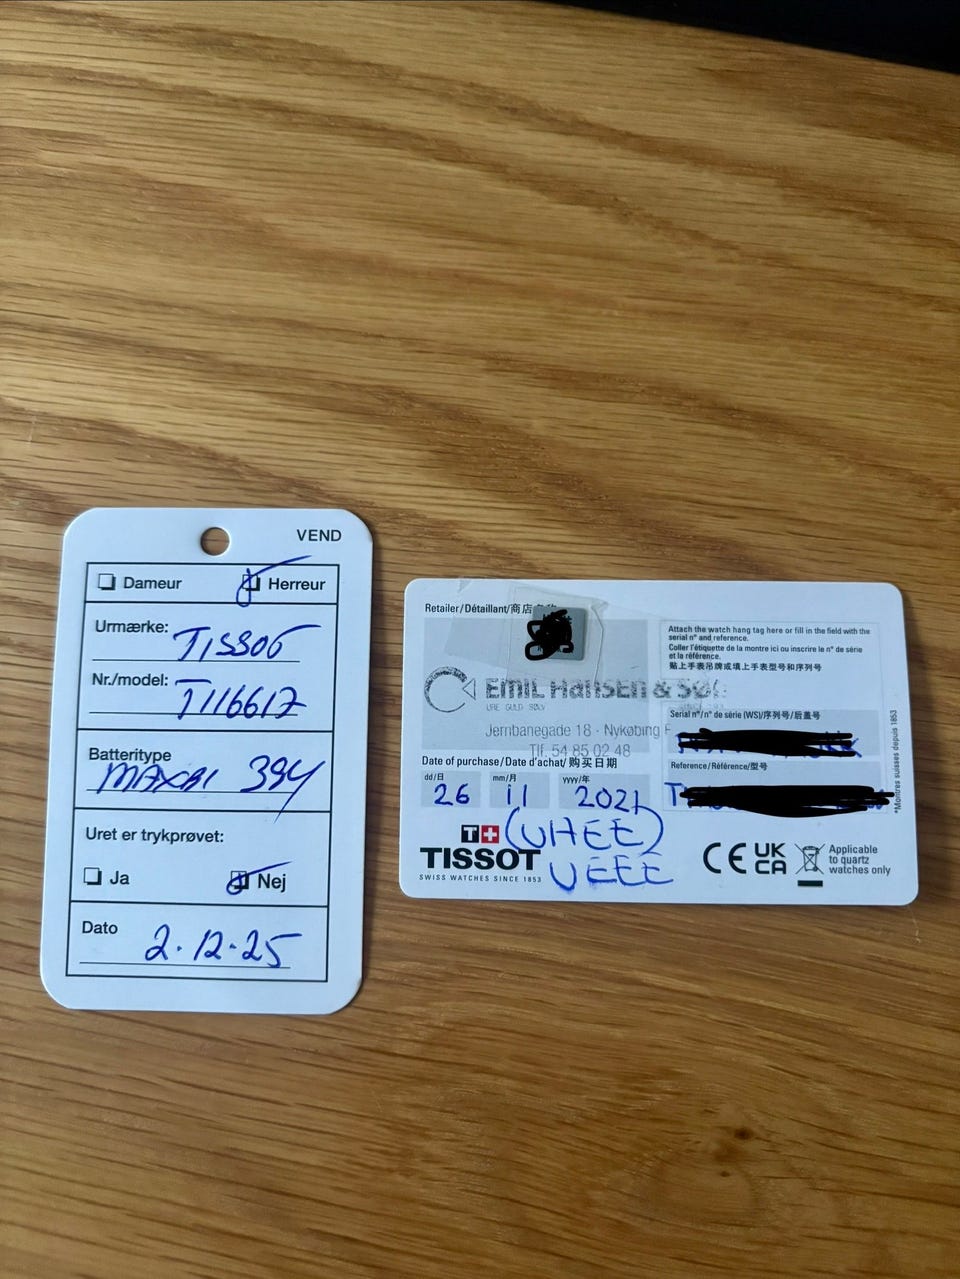 VEND
Dameur Herreur
Urmærke: TISSOT
Nr./model: T116617
Batteritype
MAXELL 394
Uret er trykprøvet:
Ja Nej
Dato 2.12.25
Retailer/Détaillant/商店名称
EMIL HANSEN & SØN
URE GULD SØLV
Jernbanegade 18 · Nykøbing F
Tlf. 54 85 02 48
Date of purchase/Date d'achat/购买日期
dd/日 mm/月 yyyy/年
26 11 2021
TISSOT
SWISS WATCHES SINCE 1853
Attach the watch hang tag here or fill in the field with the
serial n° and reference.
Coller l'étiquette de la montre ici ou inscrire le n° de série
et la référence.
貼上手表吊牌或填上手表型号和序列号
Serial n°/n° de série (WS)/序列号/后盖号
Reference/Référence/型号
*Montres suisses depuis 1853
CE UK
CA
Applicable
to quartz
watches only